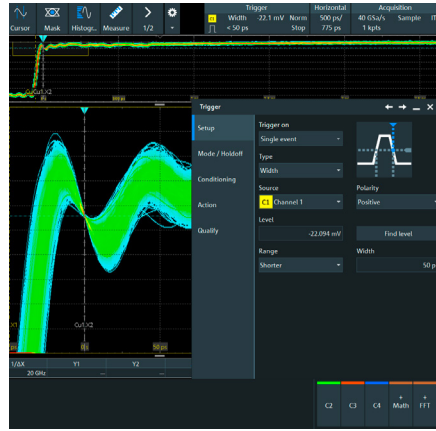 Trigger
Horizontal
Acquisition
Width
-22,1 mV
Norm
500 ps/
40 GSa/s
Sample
< 50 ps
Stop
775 ps
1 kpts
Cursor
Mask
Histogr...
Measure
1/2
Trigger
Setup
Mode / Holdoff
Conditioning
Action
Qualify
Trigger on
Single event
Type
Width
Source
Polarity
C1 Channel 1
Positive
Level
-22.094 mV
Find level
Range
Width
Shorter
50 p
Cu1.X2
0|s
50 ps
1/ΔX
Y1
Y2
20 GHz
C2
C3
C4
+
Math
+
FFT